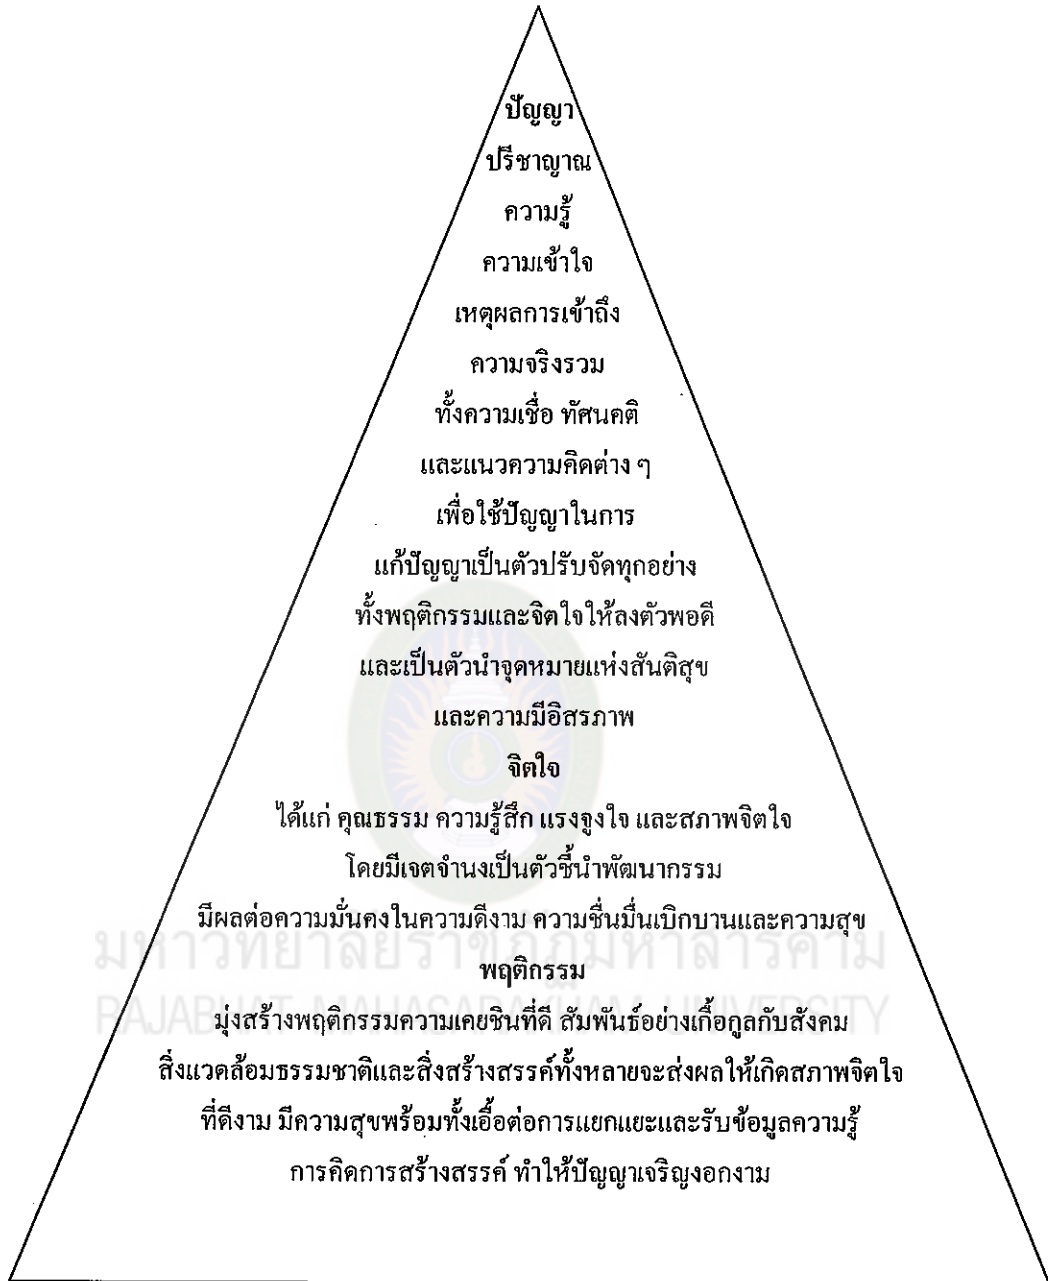 ปัญญา
ปรีชาญาณ
ความรู้
ความเข้าใจ
เหตุผลการเข้าถึง
ความจริงรวม
ทั้งความเชื่อ ทัศนคติ
และแนวความคิดต่าง ๆ
เพื่อใช้ปัญญาในการ
แก้ปัญญาเป็นตัวปรับจัดทุกอย่าง
ทั้งพฤติกรรมและจิตใจให้ลงตัวพอดี
และเป็นตัวนำจุดหมายแห่งสันติสุข
และความมีอิสรภาพ
จิตใจ
ได้แก่ คุณธรรม ความรู้สึก แรงจูงใจ และสภาพจิตใจ
โดยมีเจตจำนงเป็นตัวชี้นำพัฒนากรรม
มีผลต่อความมั่นคงในความดีงาม ความชื่นมื่นเบิกบานและความสุข
มหาวิทยาลัยราชภัฏมหาสารคาม
พฤติกรรม
RAJABHAT MAHASARAKHAM UNIVERSITY
มุ่งสร้างพฤติกรรมความเคยชินที่ดี สัมพันธ์อย่างเกื้อกูลกับสังคม
สิ่งแวดล้อมธรรมชาติและสิ่งสร้างสรรค์ทั้งหลายจะส่งผลให้เกิดสภาพจิตใจ
ที่ดีงาม มีความสุขพร้อมทั้งเอื้อต่อการแยกแยะและรับข้อมูลความรู้
การคิดการสร้างสรรค์ ทำให้ปัญญาเจริญงอกงาม